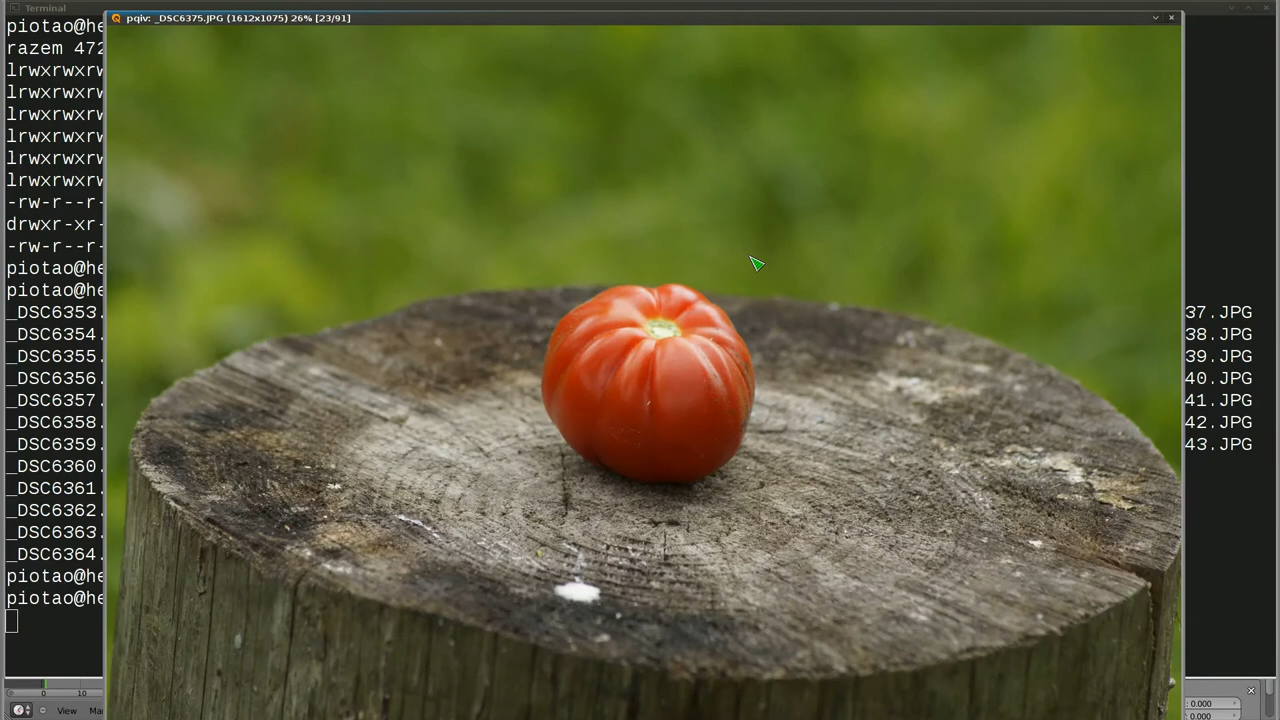 Terminal
pqiv: _DSC6375.JPG (1612x1075) 26% [23/91]
piotao@he
razem 472
lrwxrwxrw
lrwxrwxrw
lrwxrwxrw
lrwxrwxrw
lrwxrwxrw
lrwxrwxrw
-rw-r--r-
drwxr-xr-
-rw-r--r-
piotao@he
piotao@he
_DSC6353. 37.JPG
_DSC6354. 38.JPG
_DSC6355. 39.JPG
_DSC6356. 40.JPG
_DSC6357. 41.JPG
_DSC6358. 42.JPG
_DSC6359. 43.JPG
_DSC6360.
_DSC6361.
_DSC6362.
_DSC6363.
_DSC6364.
piotao@he
piotao@he
0 10
View Ma
: 0.000
: 0.000